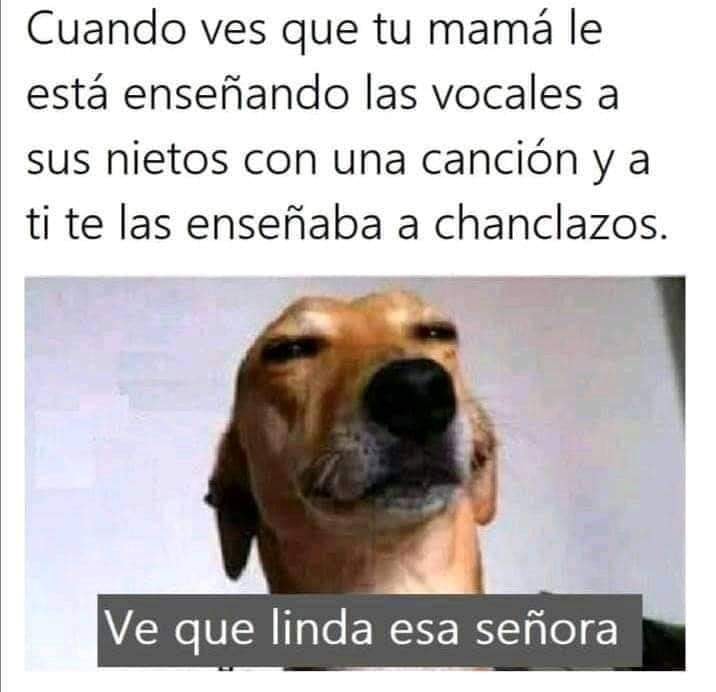 Cuando ves que tu mamá le
está enseñando las vocales a
sus nietos con una canción y a
ti te las enseñaba a chanclazos.
Ve que linda esa señora